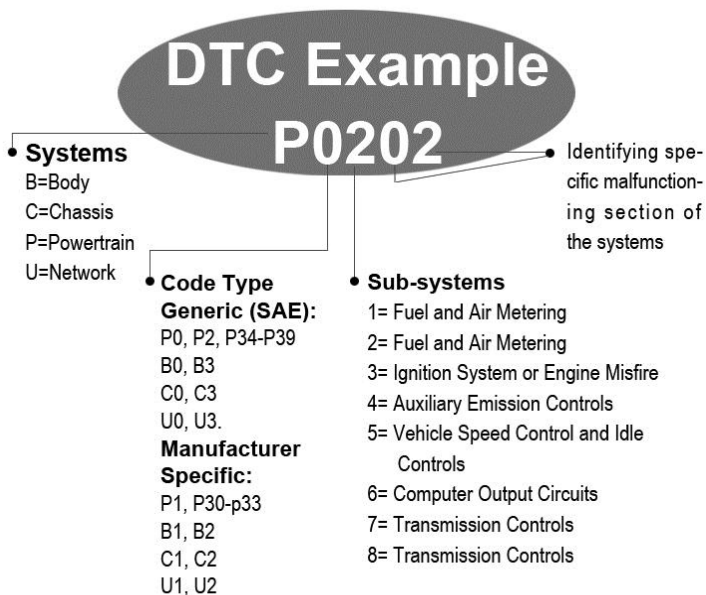 DTC Example
P0202
Systems
B=Body
C=Chassis
P=Powertrain
U=Network
Identifying spe-
cific malfunction-
ing section of
the systems
Code Type
Generic (SAE):
P0, P2, P34-P39
B0, B3
C0, C3
U0, U3.
Manufacturer
Specific:
P1, P30-p33
B1, B2
C1, C2
U1, U2
Sub-systems
1= Fuel and Air Metering
2= Fuel and Air Metering
3= Ignition System or Engine Misfire
4= Auxiliary Emission Controls
5= Vehicle Speed Control and Idle
Controls
6= Computer Output Circuits
7= Transmission Controls
8= Transmission Controls